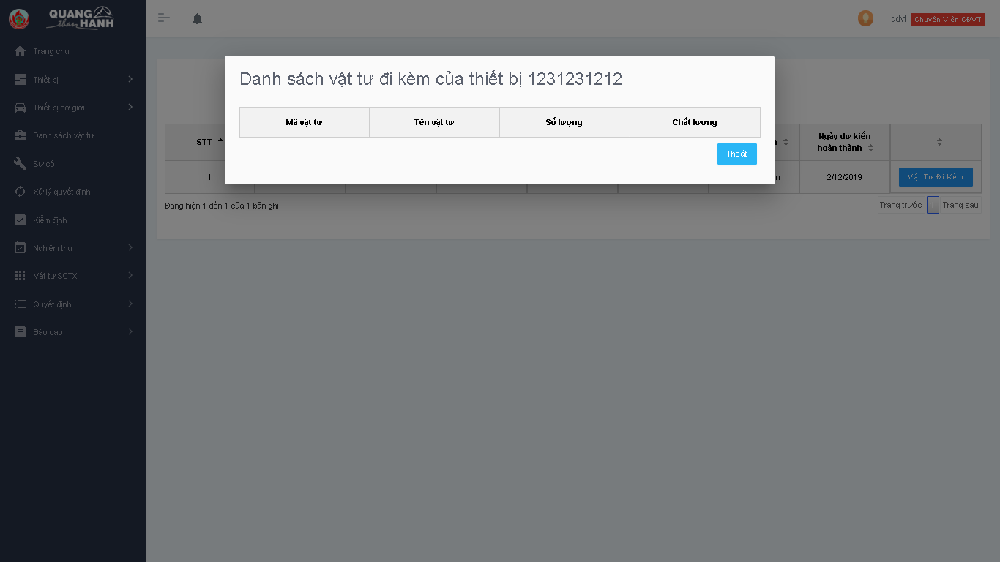 QUANG
than HANH
cdvt Chuyên Viên CĐVT
Trang chủ
Thiết bị
Thiết bị cơ giới
Danh sách vật tư
Sự cố
Xử lý quyết định
Kiểm định
Nghiệm thu
Vật tư SCTX
Quyết định
Báo cáo
Danh sách vật tư đi kèm của thiết bị 1231231212
Mã vật tư Tên vật tư Số lượng Chất lượng
Thoát
STT Ngày dự kiến
hoàn thành
1 2/12/2019 Vật Tư Đi Kèm
Đang hiện 1 đến 1 của 1 bản ghi Trang trước Trang sau